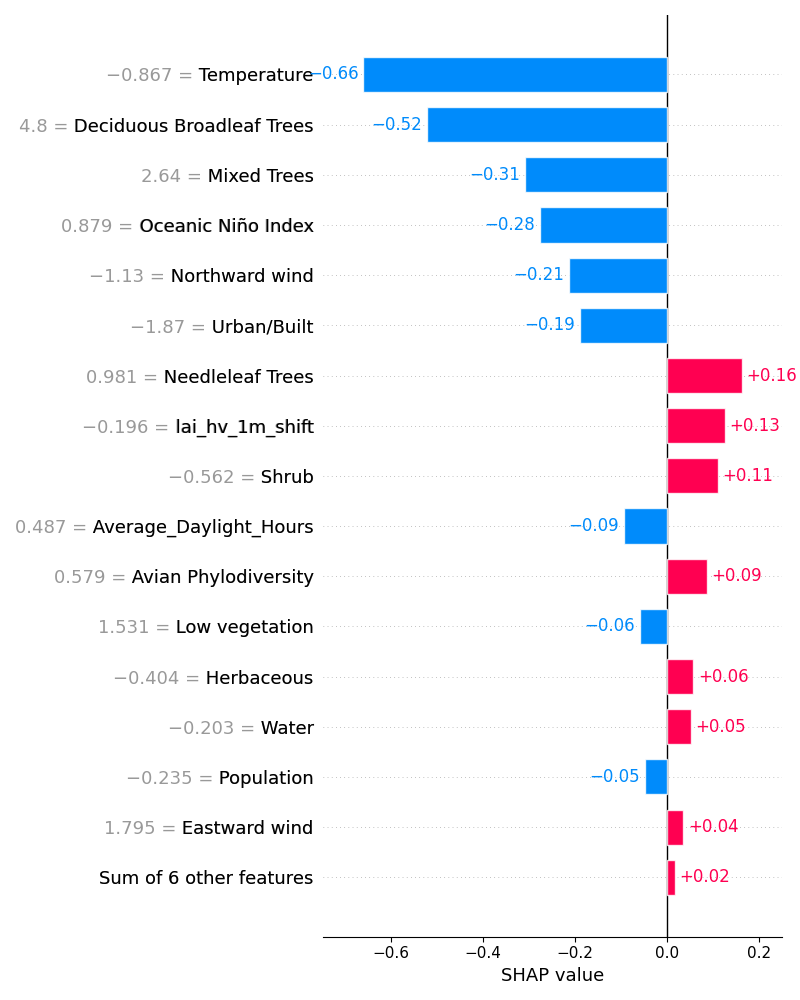 −0.867 = Temperature −0.66
4.8 = Deciduous Broadleaf Trees −0.52
2.64 = Mixed Trees −0.31
0.879 = Oceanic Niño Index −0.28
−1.13 = Northward wind −0.21
−1.87 = Urban/Built −0.19
0.981 = Needleleaf Trees +0.16
−0.196 = lai_hv_1m_shift +0.13
−0.562 = Shrub +0.11
0.487 = Average_Daylight_Hours −0.09
0.579 = Avian Phylodiversity +0.09
1.531 = Low vegetation −0.06
−0.404 = Herbaceous +0.06
−0.203 = Water +0.05
−0.235 = Population −0.05
1.795 = Eastward wind +0.04
Sum of 6 other features +0.02
−0.6 −0.4 −0.2 0.0 0.2
SHAP value